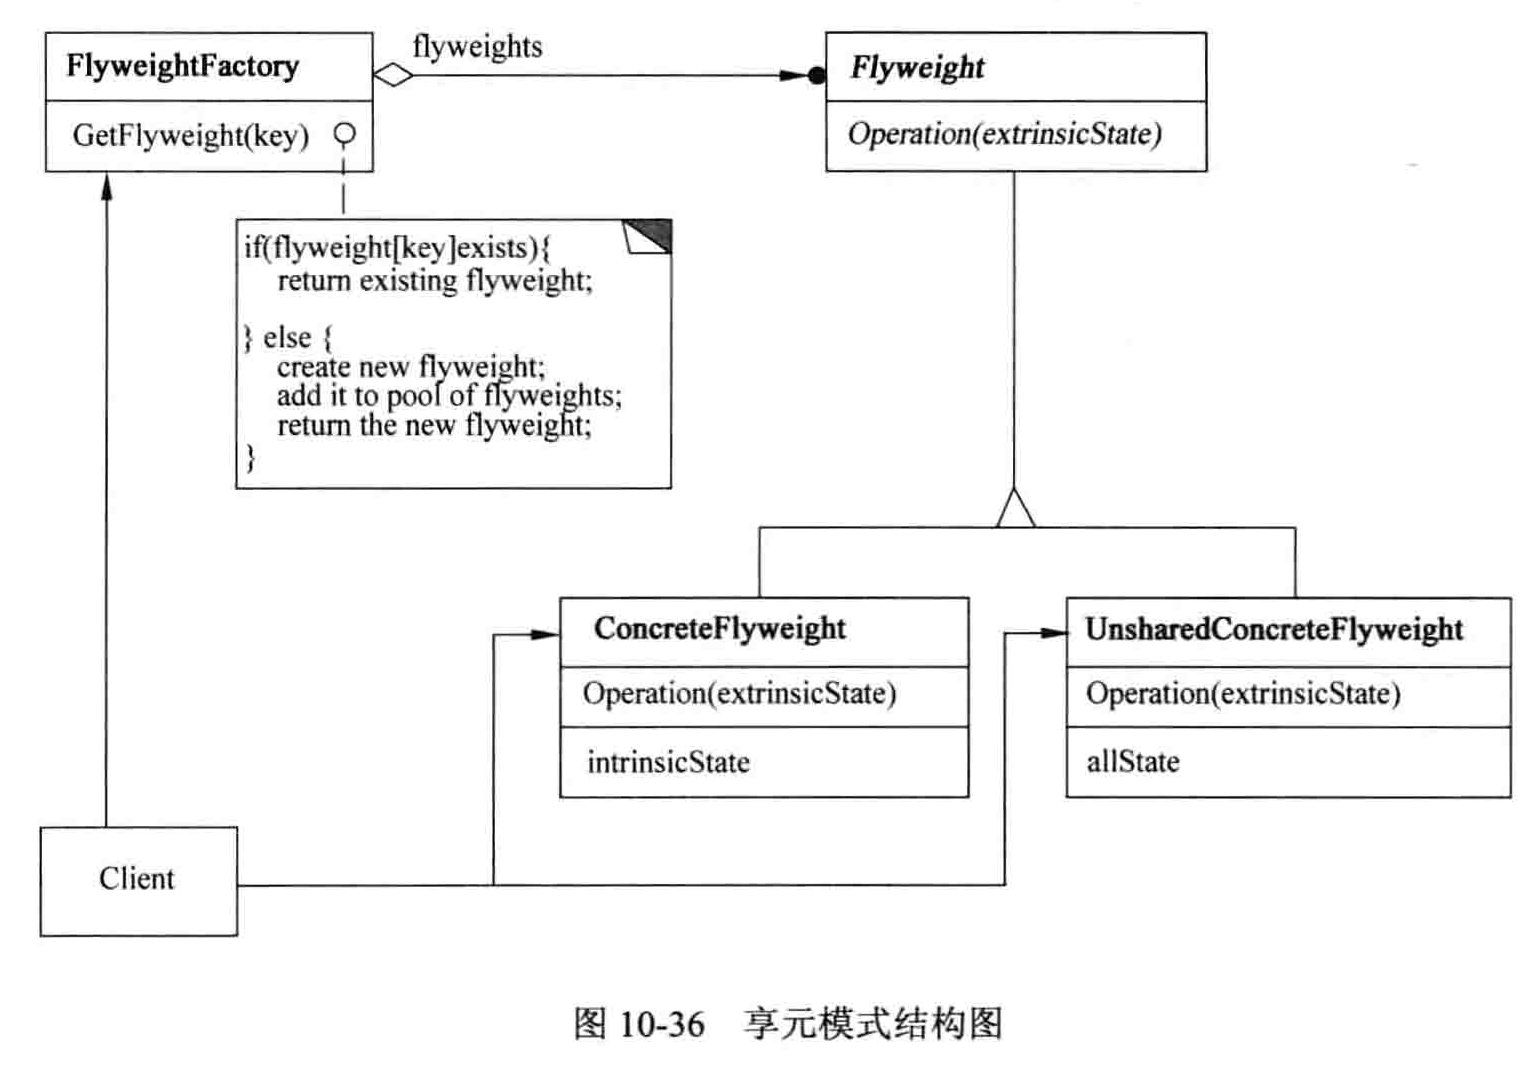 FlyweightFactory
GetFlyweight(key)
flyweights
Flyweight
Operation(extrinsicState)
if(flyweight[key]exists){
return existing flyweight;
} else {
create new flyweight;
add it to pool of flyweights;
return the new flyweight;
}
ConcreteFlyweight
Operation(extrinsicState)
intrinsicState
UnsharedConcreteFlyweight
Operation(extrinsicState)
allState
Client
图 10-36 享元模式结构图